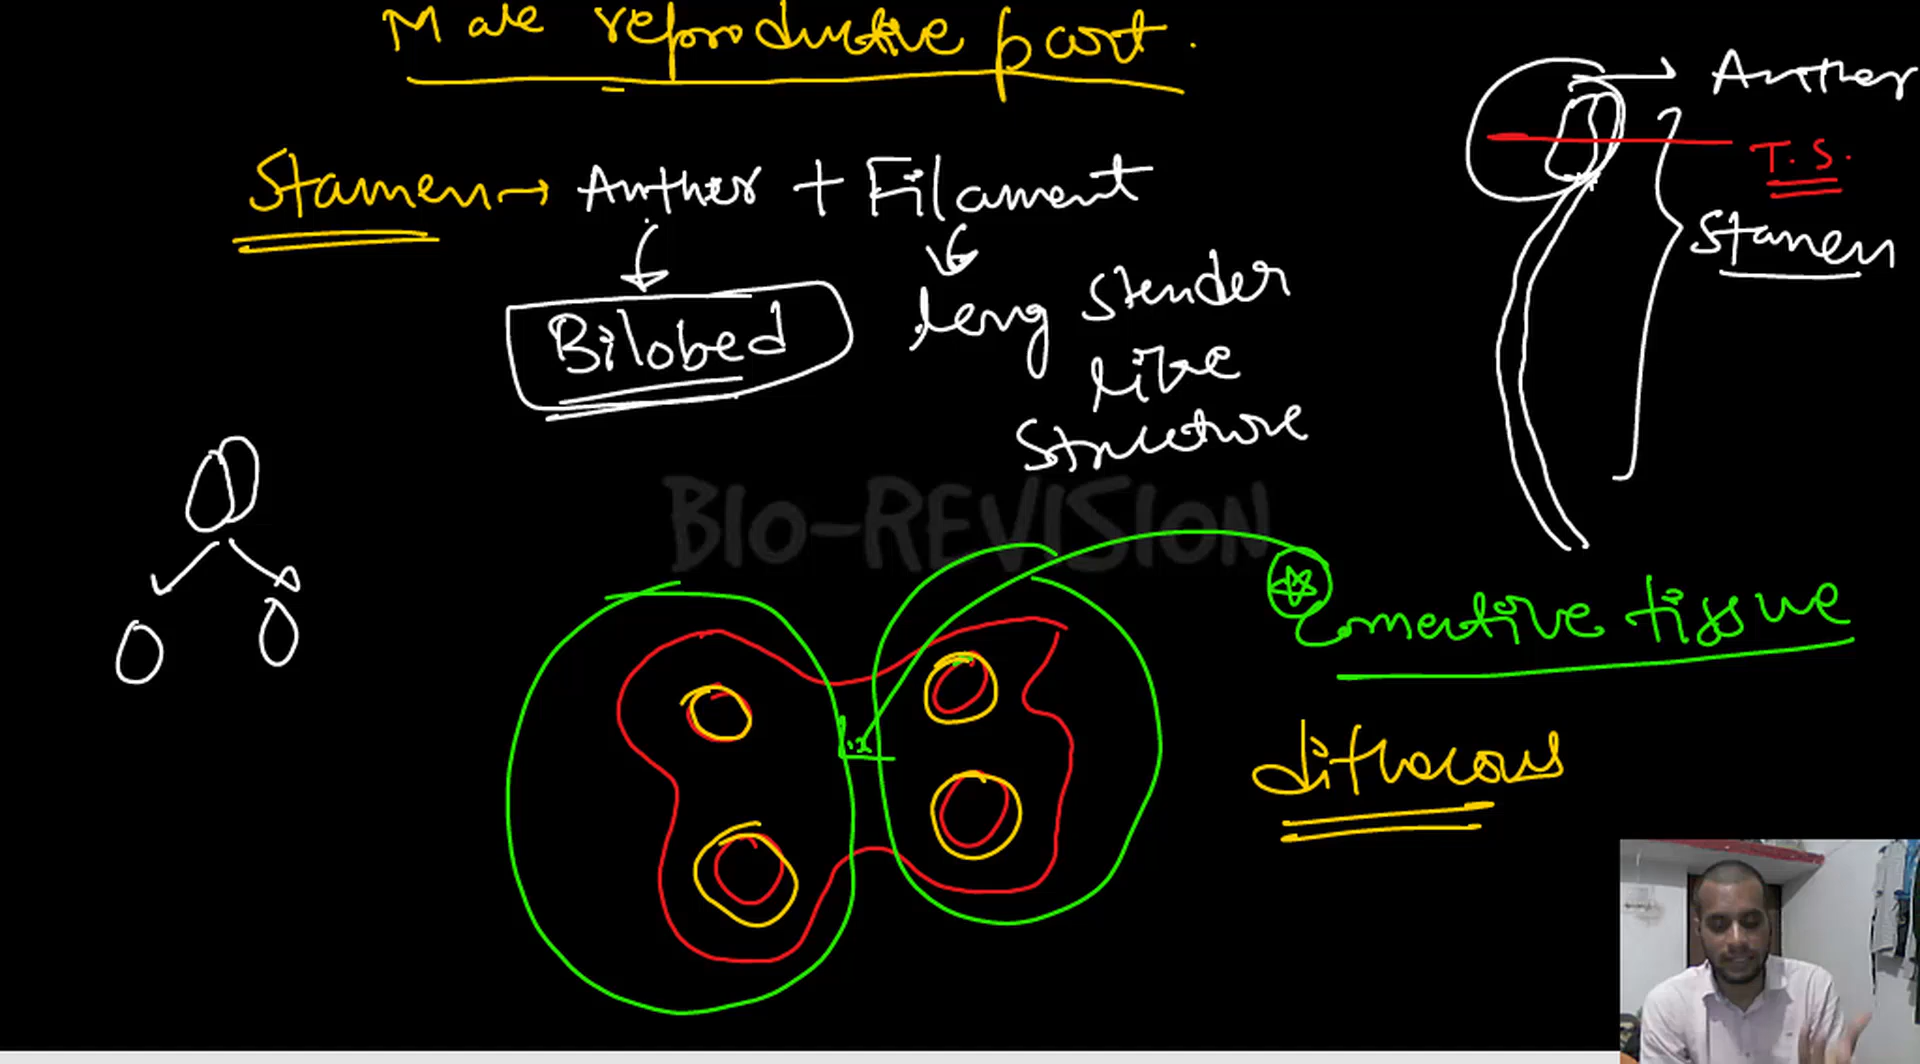 Male reproductive part.
Stamen → Anther + Filament
Bilobed
long slender
like
structure
Anther
T.S.
Stamen
BIO-REVISION
Connective tissue
dithecous